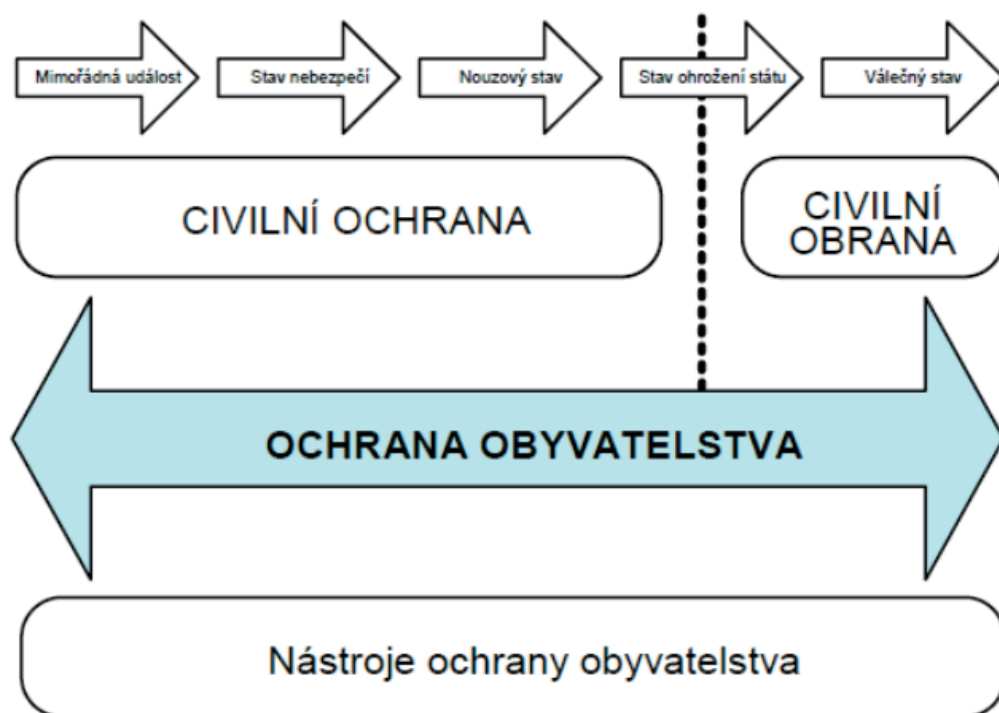 Mimořádná událost
Stav nebezpečí
Nouzový stav
Stav ohrožení státu
Válečný stav
CIVILNÍ OCHRANA
CIVILNÍ
OBRANA
OCHRANA OBYVATELSTVA
Nástroje ochrany obyvatelstva